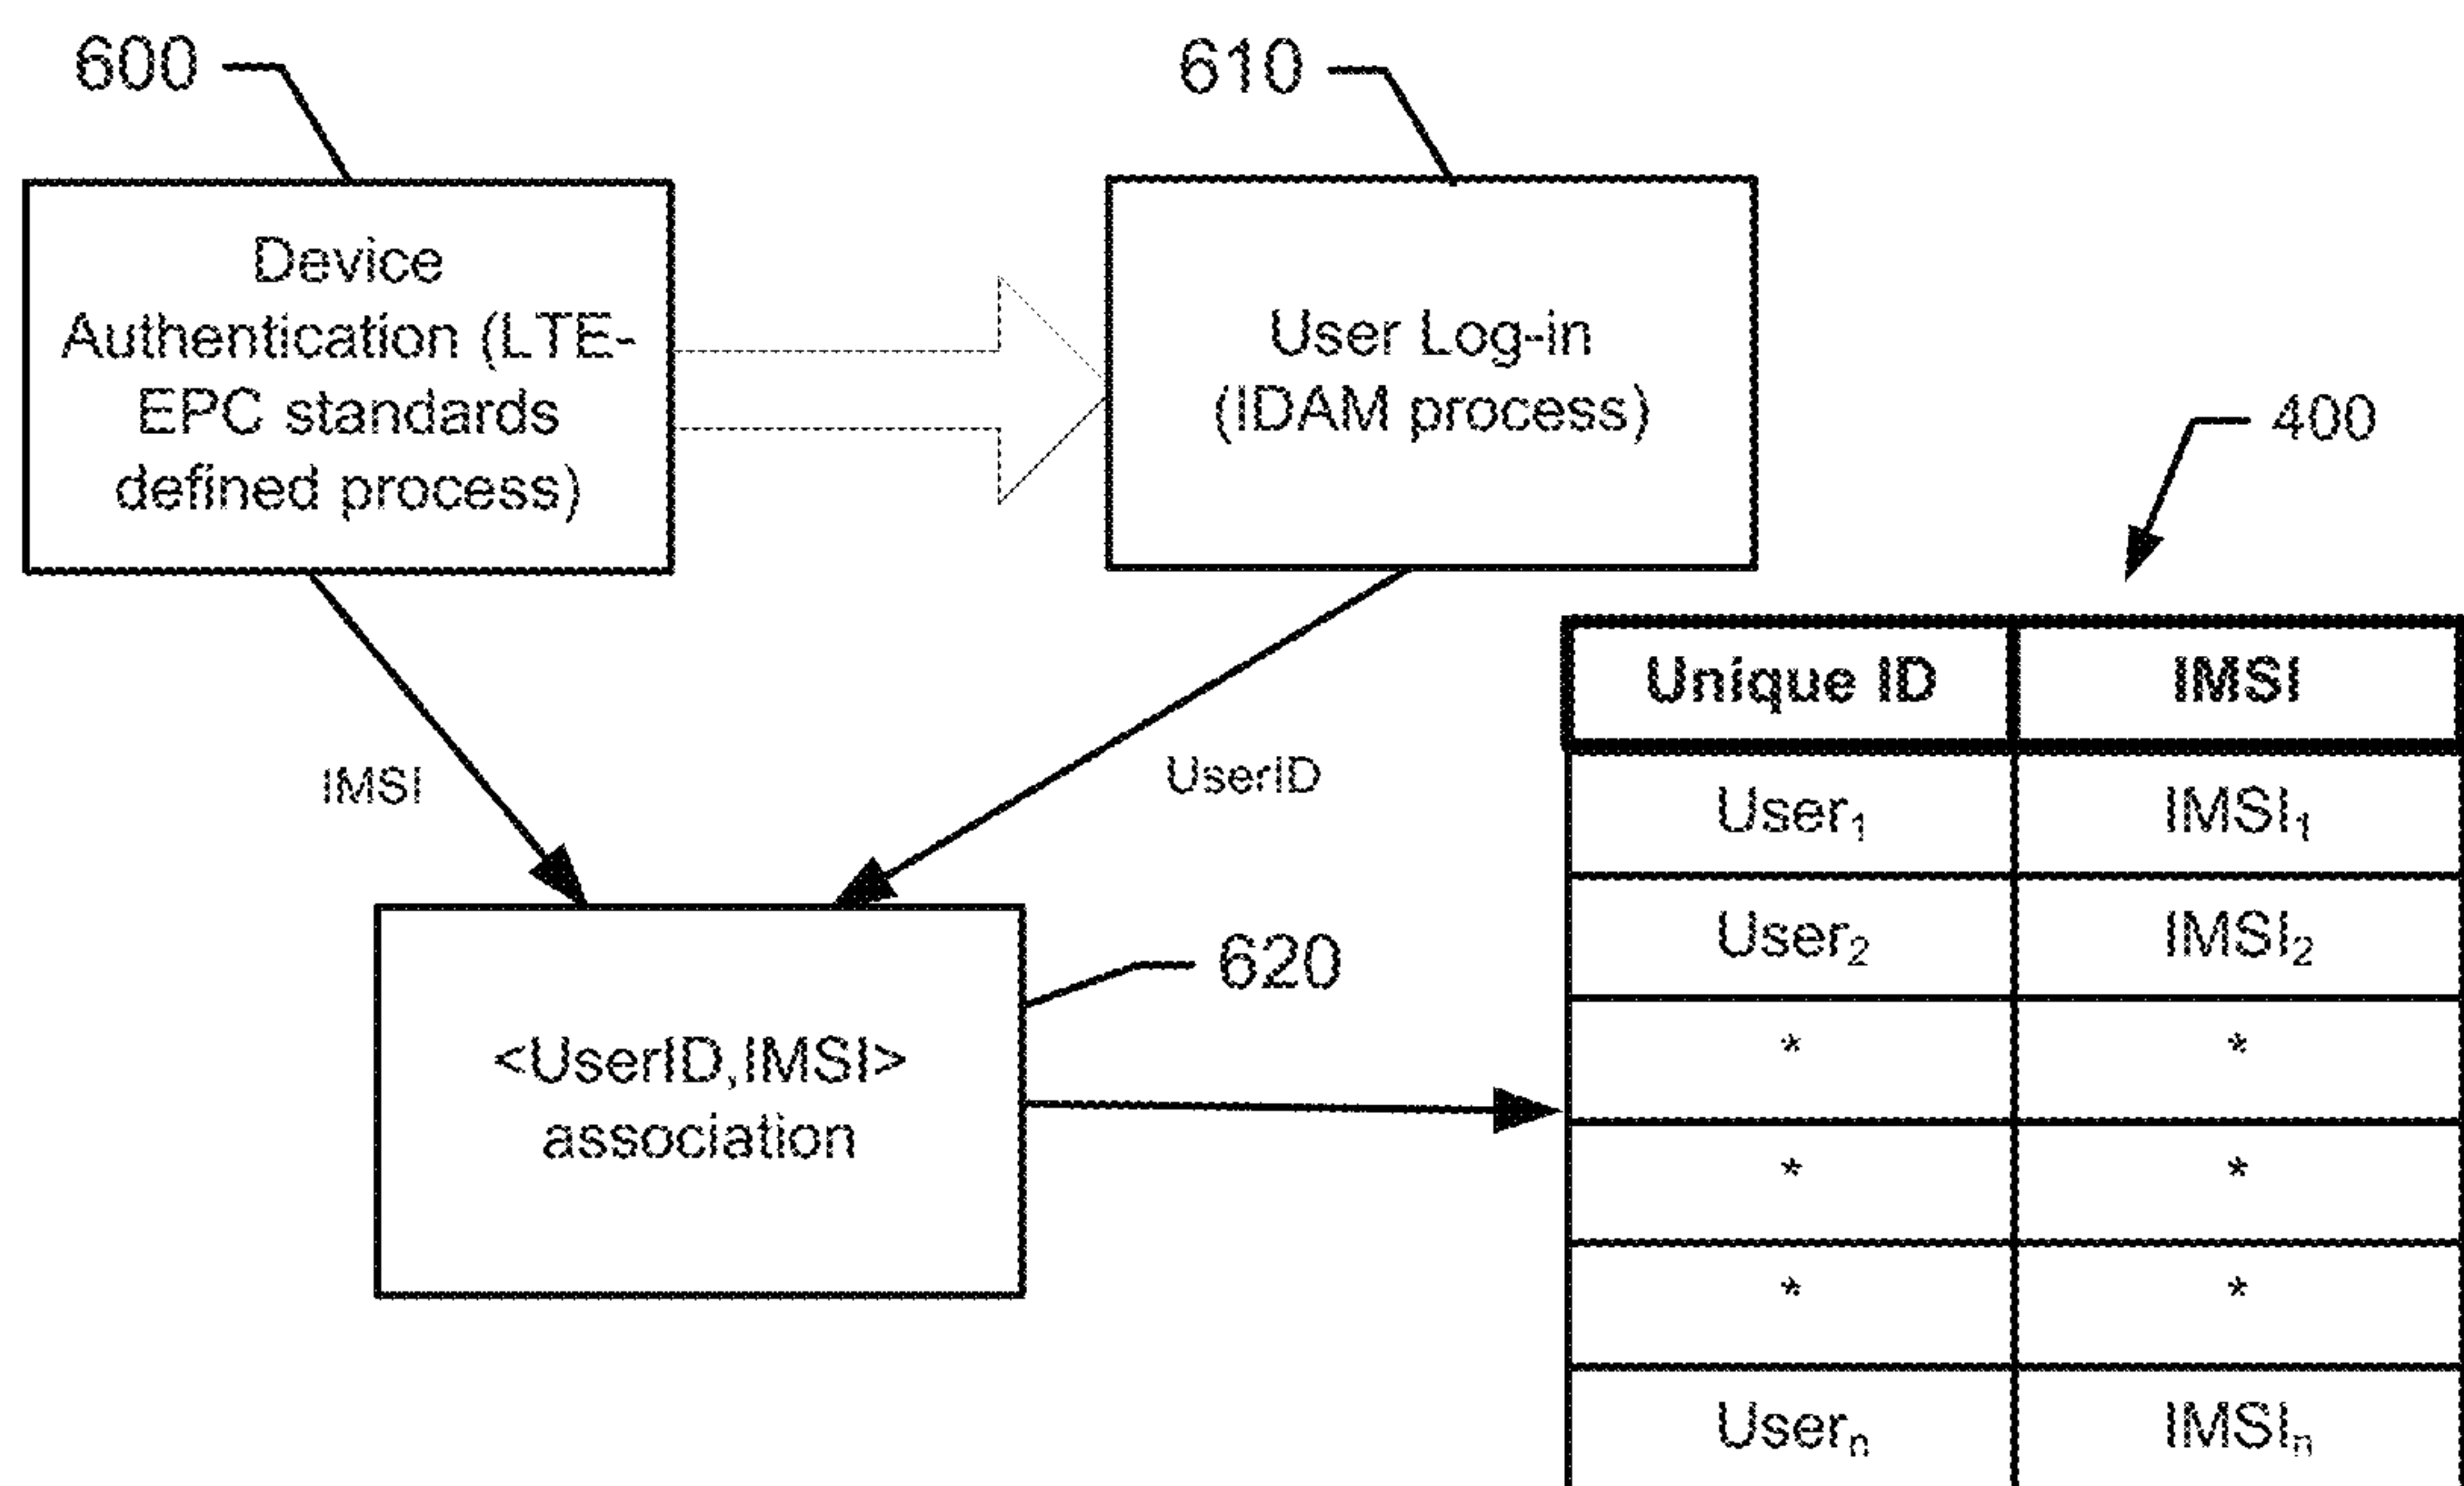 600
610
Device
Authentication (LTE-
EPC standards
defined process)
User Log-in
(IDAM process)
400
Unique ID IMSI
IMSI
UserID
User₁ IMSI₁
User₂ IMSI₂
620
<UserID,IMSI>
association
* *
* *
* *
Userₙ IMSIₙ